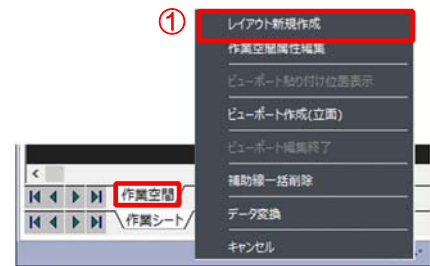 ①
レイアウト新規作成
作業空間属性編集
ビューポート貼り付け位置表示
ビューポート作成(立面)
ビューポート編集終了
補助線一括削除
データ変換
キャンセル
作業空間
作業シート